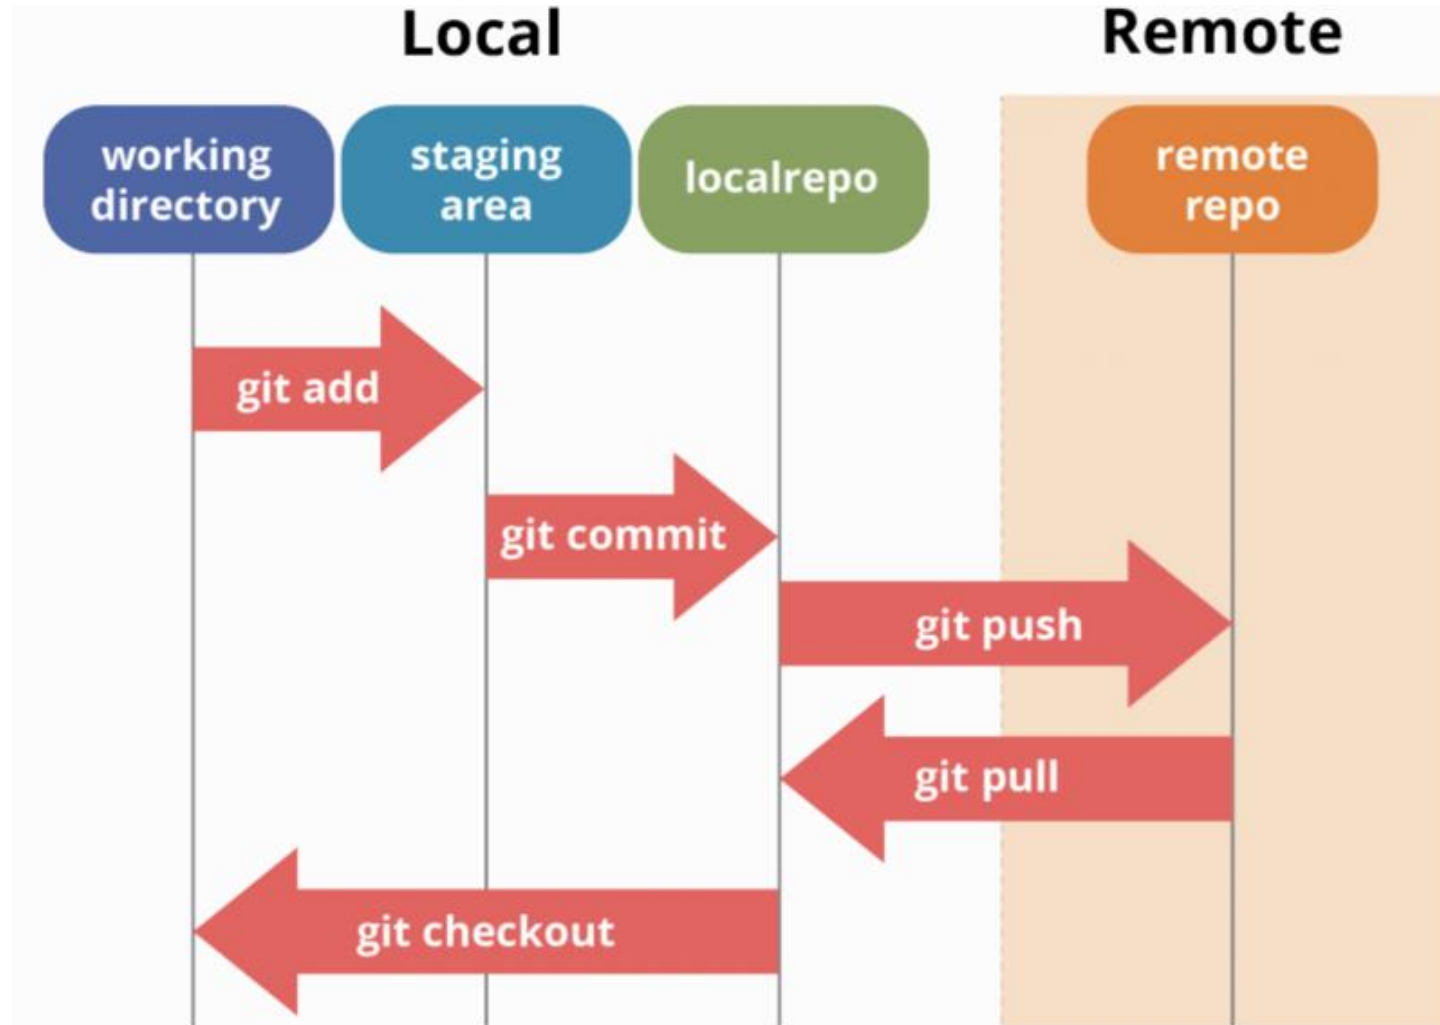 Local
Remote
working
directory
staging
area
localrepo
remote
repo
git add
git commit
git push
git pull
git checkout